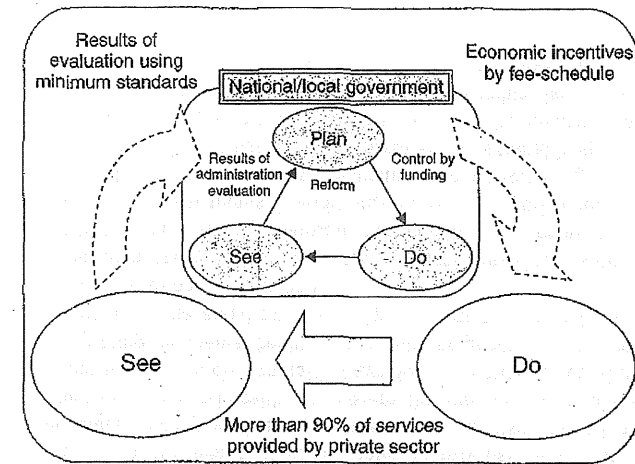 Results of
evaluation using
minimum standards
Economic incentives
by fee-schedule
National/local government
Plan
Results of
administration
evaluation
Reform
Control by
funding
See
Do
See
Do
More than 90% of services
provided by private sector